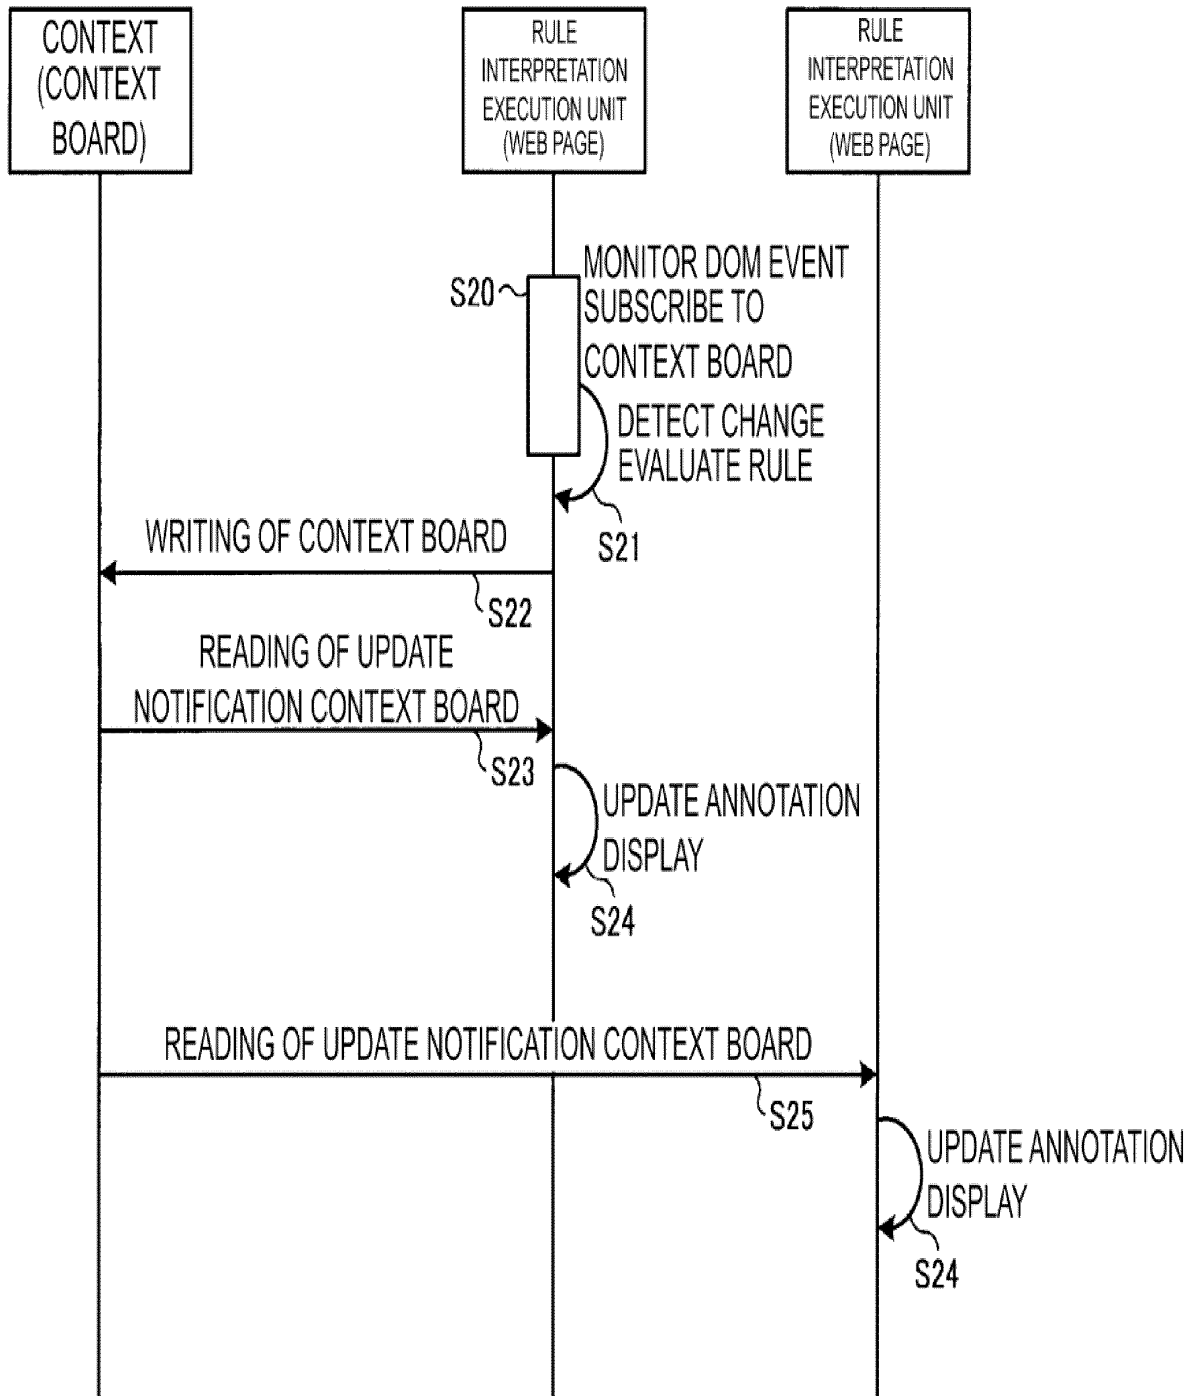 CONTEXT
(CONTEXT
BOARD)
RULE
INTERPRETATION
EXECUTION UNIT
(WEB PAGE)
RULE
INTERPRETATION
EXECUTION UNIT
(WEB PAGE)
S20
MONITOR DOM EVENT
SUBSCRIBE TO
CONTEXT BOARD
DETECT CHANGE
EVALUATE RULE
S21
WRITING OF CONTEXT BOARD
S22
READING OF UPDATE
NOTIFICATION CONTEXT BOARD
S23
UPDATE ANNOTATION
DISPLAY
S24
READING OF UPDATE NOTIFICATION CONTEXT BOARD
S25
UPDATE ANNOTATION
DISPLAY
S24